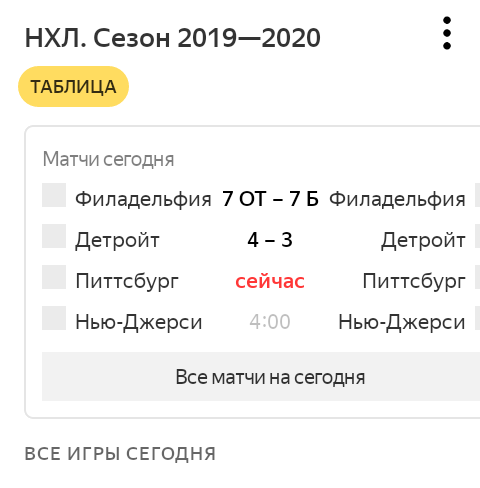 НХЛ. Сезон 2019—2020
ТАБЛИЦА
Матчи сегодня
Филадельфия 7 ОТ – 7 Б Филадельфия
Детройт 4 – 3 Детройт
Питтсбург сейчас Питтсбург
Нью-Джерси 4:00 Нью-Джерси
Все матчи на сегодня
ВСЕ ИГРЫ СЕГОДНЯ